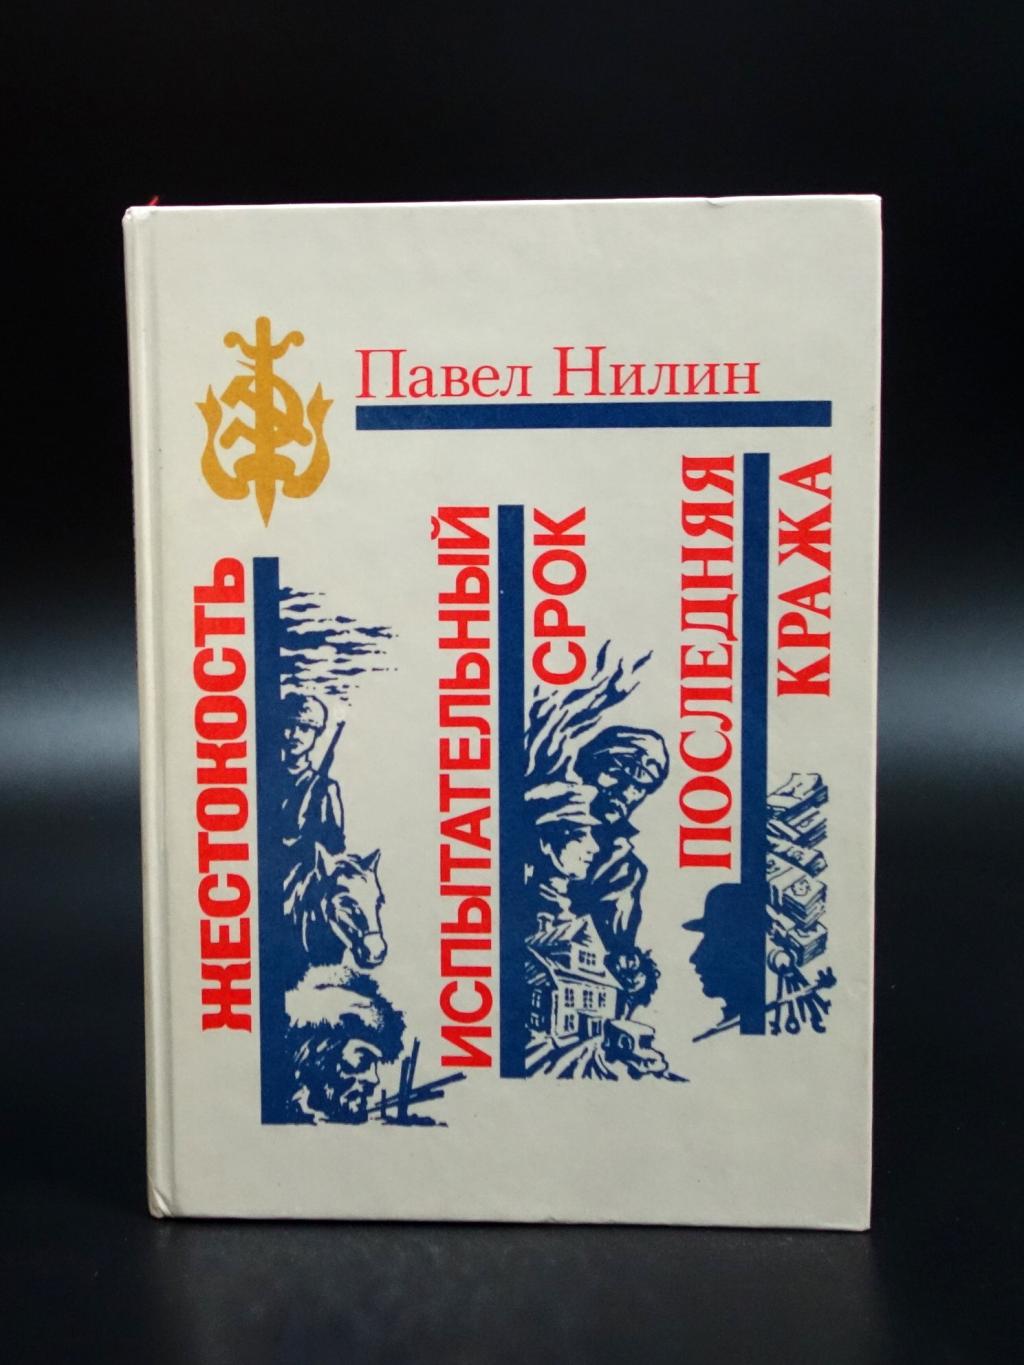 Павел Нилин
ЖЕСТОКОСТЬ
ИСПЫТАТЕЛЬНЫЙ
СРОК
ПОСЛЕДНЯЯ
КРАЖА